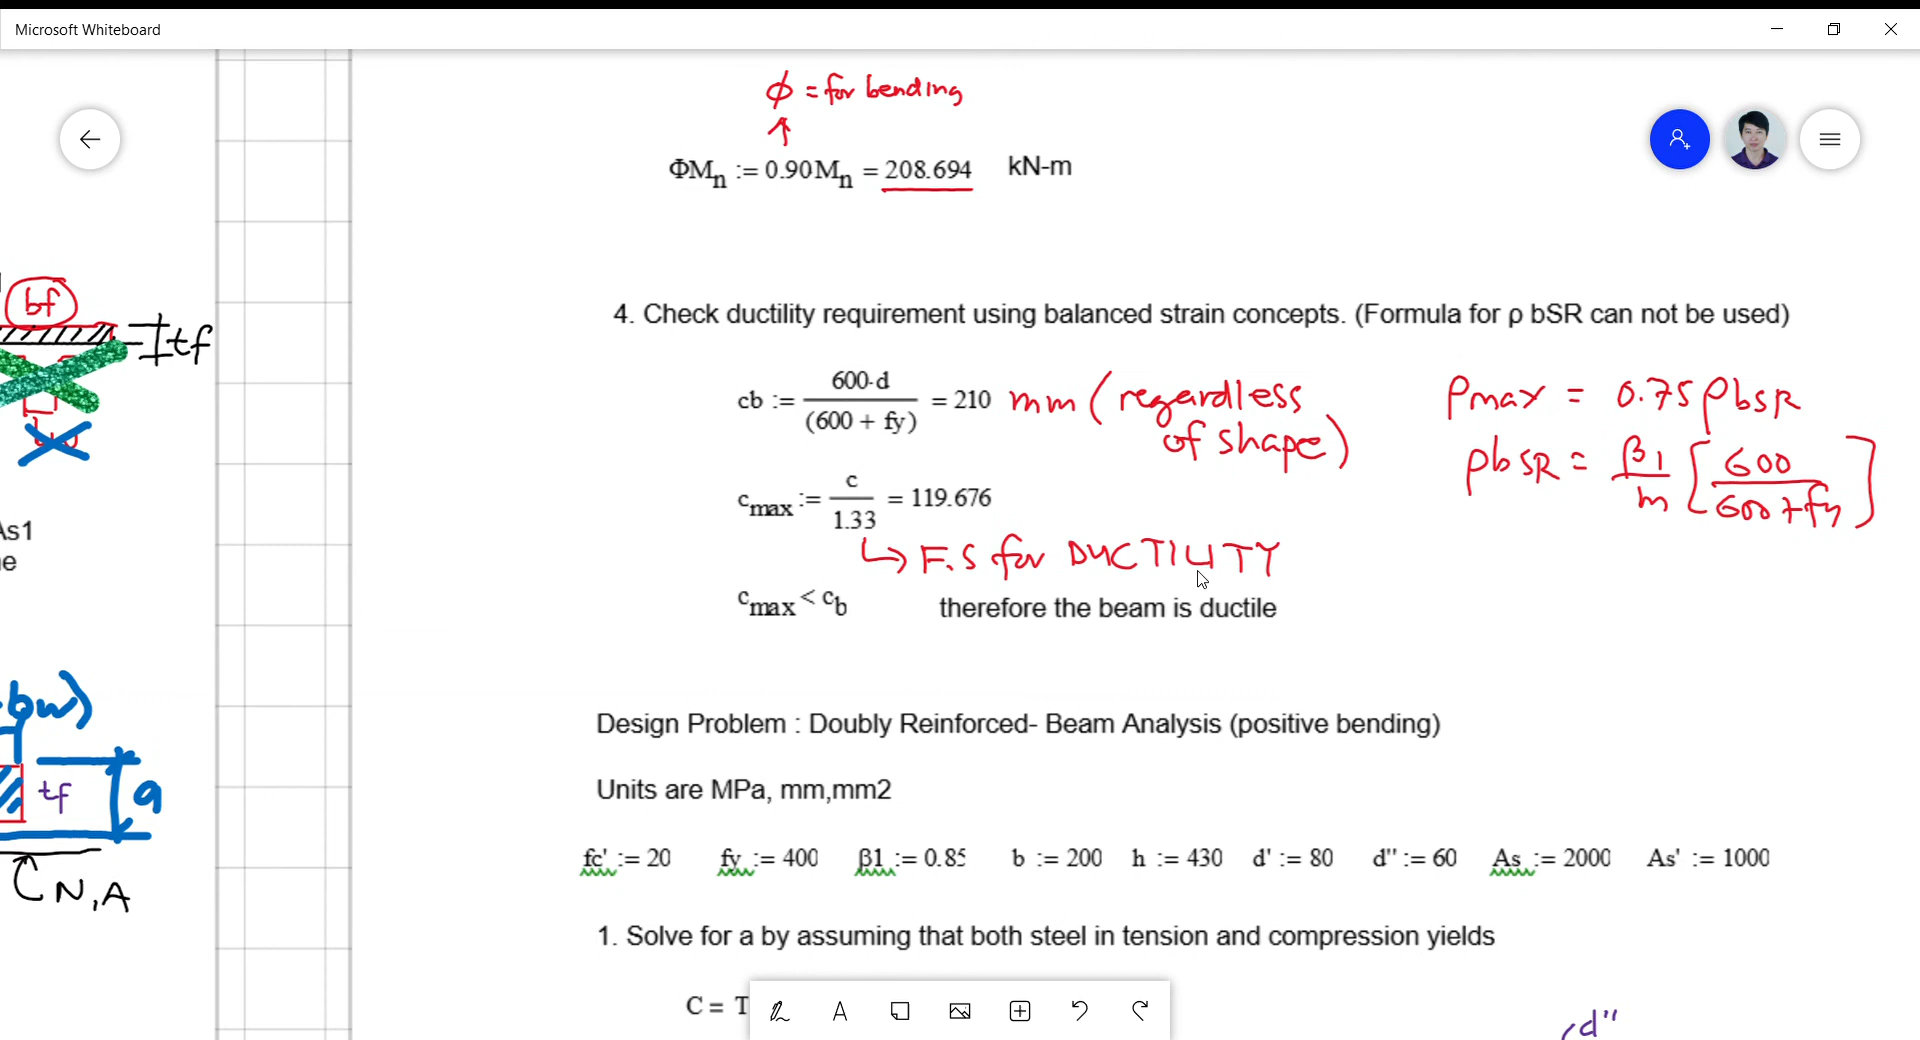 Microsoft Whiteboard
ϕ = for bending
ΦMn := 0.90Mn = 208.694 kN-m
bf
tf
4. Check ductility requirement using balanced strain concepts. (Formula for ρ bSR can not be used)
cb := 600·d / (600 + fy) = 210 mm (regardless of shape)
ρmax = 0.75 ρbSR
ρbSR = β1/m [600 / 600+fy]
cmax := c / 1.33 = 119.676
As1
e
↳ F.S for DUCTILITY
cmax < cb therefore the beam is ductile
bw)
Design Problem : Doubly Reinforced- Beam Analysis (positive bending)
tf
a
Units are MPa, mm,mm2
fc' := 20 fy := 400 β1 := 0.85 b := 200 h := 430 d' := 80 d" := 60 As := 2000 As' := 1000
N,A
1. Solve for a by assuming that both steel in tension and compression yields
C = T
A
d"